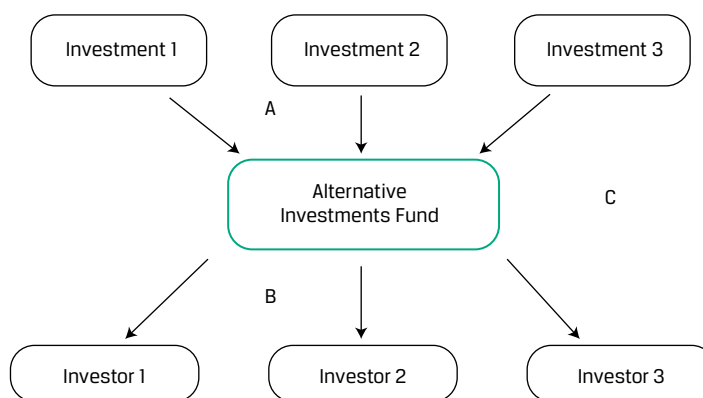 Investment 1
Investment 2
Investment 3
A
Alternative
Investments Fund
C
B
Investor 1
Investor 2
Investor 3